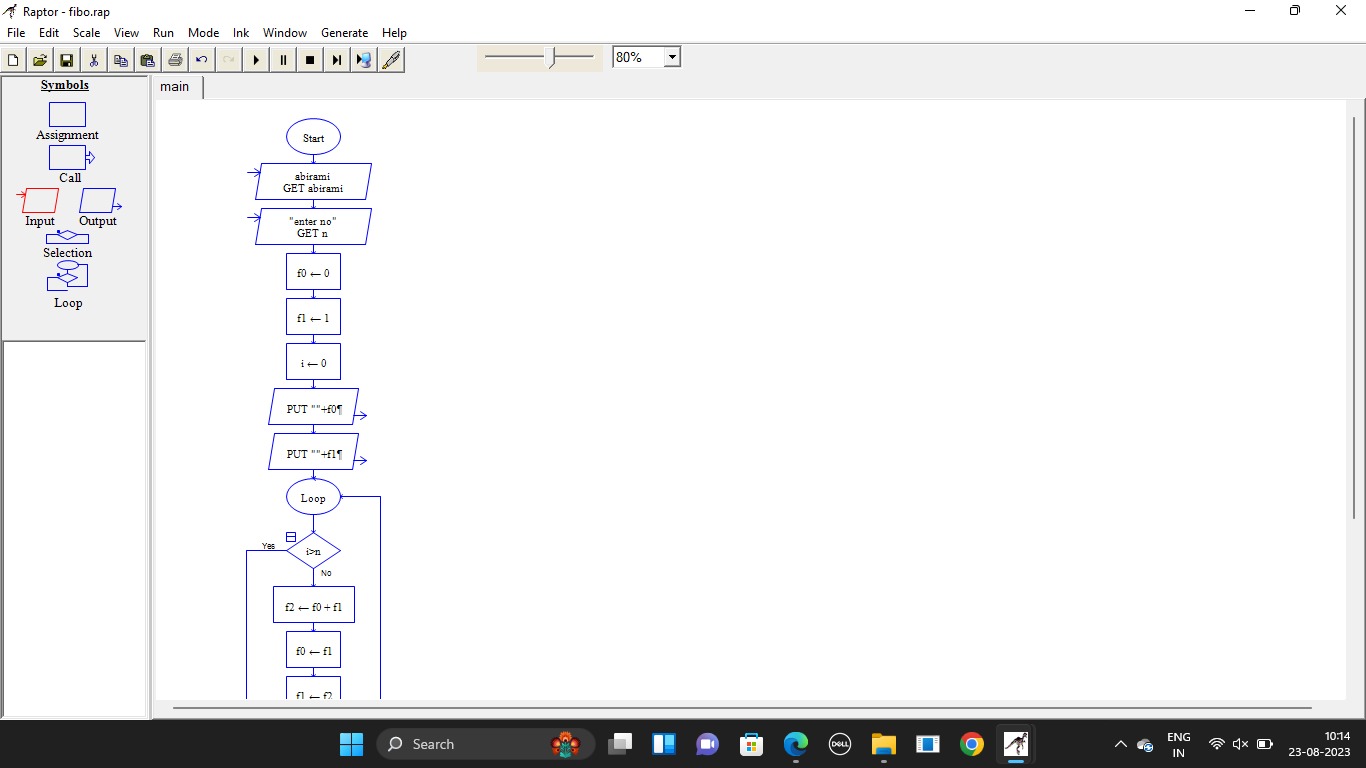 Raptor - fibo.rap
File Edit Scale View Run Mode Ink Window Generate Help
80%
Symbols
Assignment
Call
Input Output
Selection
Loop
main
Start
abirami
GET abirami
"enter no"
GET n
f0 ← 0
f1 ← 1
i ← 0
PUT ""+f0¶
PUT ""+f1¶
Loop
Yes
i>n
No
f2 ← f0 + f1
f0 ← f1
f1 ← f2
Search
DELL
ENG
IN
10:14
23-08-2023